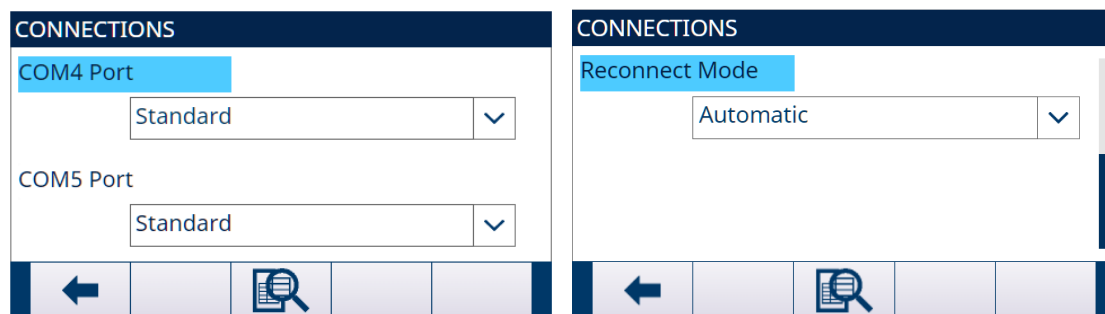 CONNECTIONS
COM4 Port
Standard
COM5 Port
Standard
CONNECTIONS
Reconnect Mode
Automatic